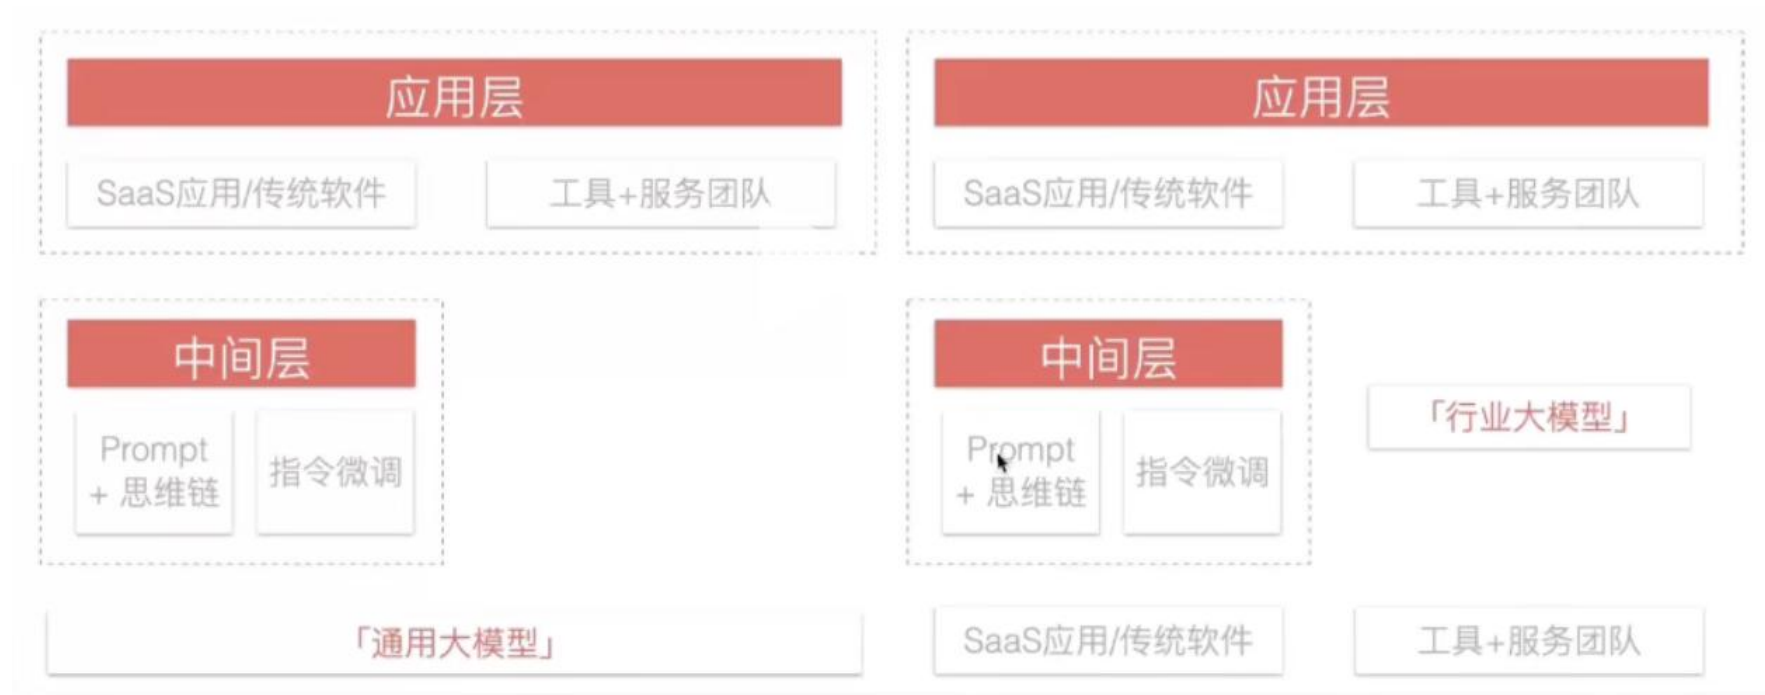 应用层
SaaS应用/传统软件
工具+服务团队
中间层
Prompt
+ 思维链
指令微调
「通用大模型」
应用层
SaaS应用/传统软件
工具+服务团队
中间层
Prompt
+ 思维链
指令微调
「行业大模型」
SaaS应用/传统软件
工具+服务团队